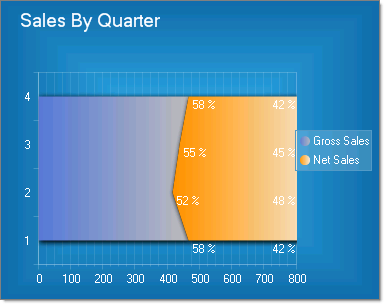 Sales By Quarter
4
58 % 42 %
3
55 % 45 %
Gross Sales
Net Sales
2
52 % 48 %
1
58 % 42 %
0 100 200 300 400 500 600 700 800